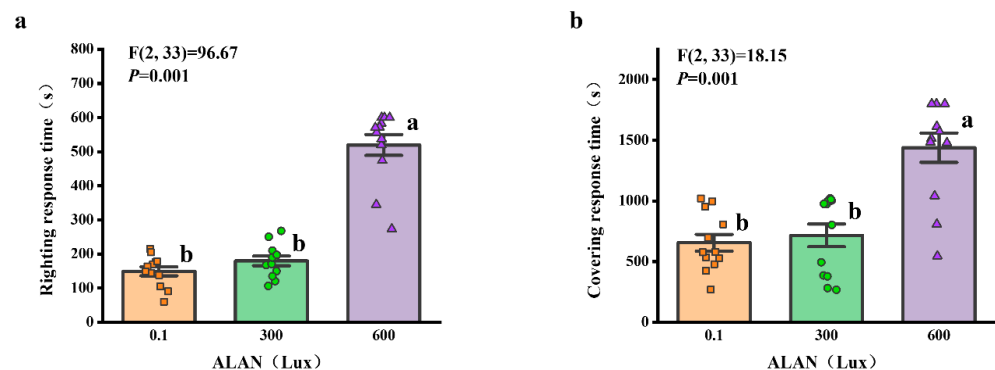 a
F(2, 33)=96.67
P=0.001
Righting response time（s）
800
700
600
500
400
300
200
100
0
b
b
a
0.1
300
600
ALAN（Lux）
b
F(2, 33)=18.15
P=0.001
Covering response time（s）
2000
1500
1000
500
0
b
b
a
0.1
300
600
ALAN（Lux）